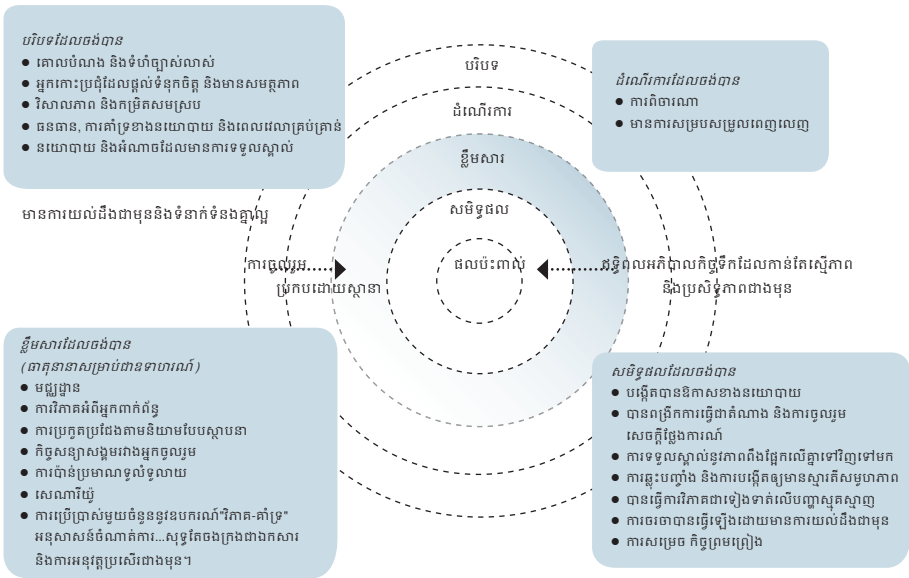 បរិបទដែលចង់បាន
● គោលបំណង និងទំហំច្បាស់លាស់
● អ្នកកោះប្រជុំដែលផ្តល់ទំនុកចិត្ត និងមានសមត្ថភាព
● វិសាលភាព និងកម្រិតសមស្រប
● ធនធាន, ការគាំទ្រខាងនយោបាយ និងពេលវេលាគ្រប់គ្រាន់
● នយោបាយ និងអំណាចដែលមានការទទួលស្គាល់
បរិបទ
ដំណើរការ
ខ្លឹមសារ
សមិទ្ធផល
ផលប៉ះពាល់
ដំណើរការដែលចង់បាន
● ការពិចារណា
● មានការសម្របសម្រួលពេញលេញ
មានការយល់ដឹងជាមុននិងទំនាក់ទំនងគ្នាល្អ
ការចូលរួម
ប្រកបដោយស្ថានា
ឥទ្ធិពលអភិបាលកិច្ចទឹកដែលកាន់តែស្មើភាព
និងប្រសិទ្ធភាពជាងមុន
ខ្លឹមសារដែលចង់បាន
(ធាតុនានាសម្រាប់ជាឧទាហរណ៍)
● មជ្ឈដ្ឋាន
● ការវិភាគអំពីអ្នកពាក់ព័ន្ធ
● ការប្រកួតប្រជែងតាមនិយាមបែបស្ថាបនា
● កិច្ចសន្យាសង្គមរវាងអ្នកចូលរួម
● ការប៉ាន់ប្រមាណទូលំទូលាយ
● សេណារីយ៉ូ
● ការប្រើប្រាស់មួយចំនួននូវឧបករណ៍"វិភាគ-គាំទ្រ"
អនុសាសន៍ចំណាត់ការ...សុទ្ធតែចងក្រងជាឯកសារ
និងការអនុវត្តប្រសើរជាងមុន។
សមិទ្ធផលដែលចង់បាន
● បង្កើតបានឱកាសខាងនយោបាយ
● បានពង្រីកការធ្វើជាតំណាង និងការចូលរួម
សេចក្តីថ្លែងការណ៍
● ការទទួលស្គាល់នូវភាពពឹងផ្អែកលើគ្នាទៅវិញទៅមក
● ការឆ្លុះបញ្ចាំង និងការបង្កើតឲ្យមានស្មារតីសមូហភាព
● បានធ្វើការវិភាគជាទៀងទាត់លើបញ្ហាស្មុគស្មាញ
● ការចរចាបានធ្វើឡើងដោយមានការយល់ដឹងជាមុន
● ការសម្រេច កិច្ចព្រមព្រៀង